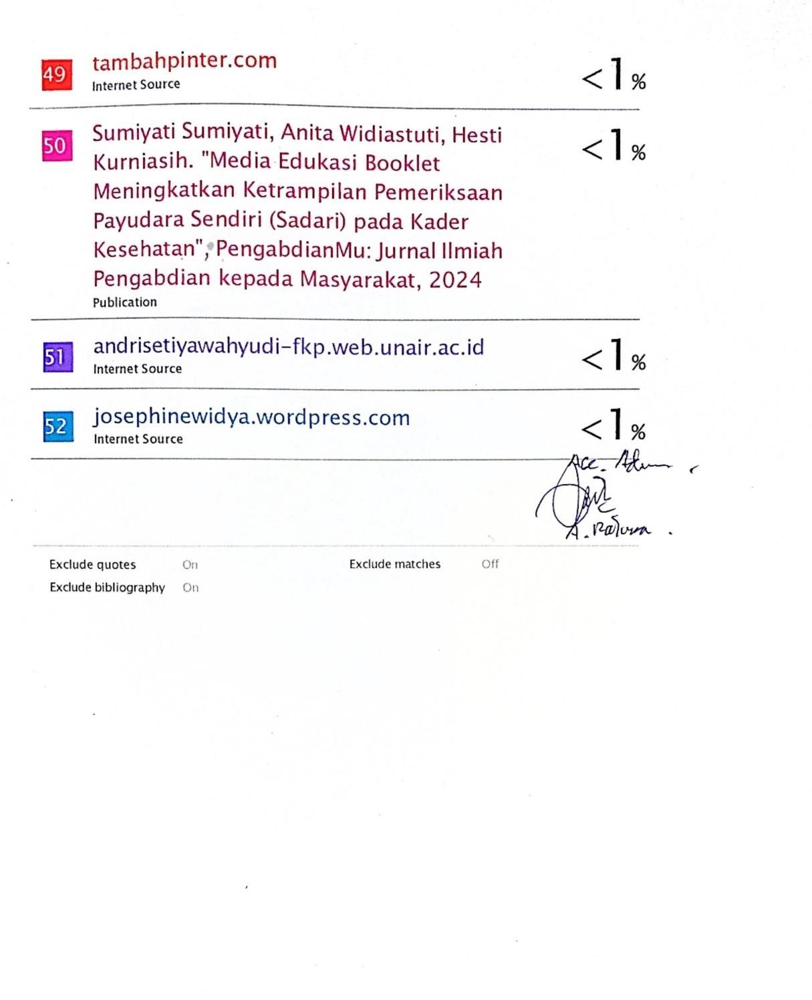 49 tambahpinter.com <1%
Internet Source
50 Sumiyati Sumiyati, Anita Widiastuti, Hesti <1%
Kurniasih. "Media Edukasi Booklet
Meningkatkan Ketrampilan Pemeriksaan
Payudara Sendiri (Sadari) pada Kader
Kesehatan", PengabdianMu: Jurnal Ilmiah
Pengabdian kepada Masyarakat, 2024
Publication
51 andrisetiyawahyudi-fkp.web.unair.ac.id <1%
Internet Source
52 josephinewidya.wordpress.com <1%
Internet Source
Acc.
A.
Exclude quotes On Exclude matches Off
Exclude bibliography On